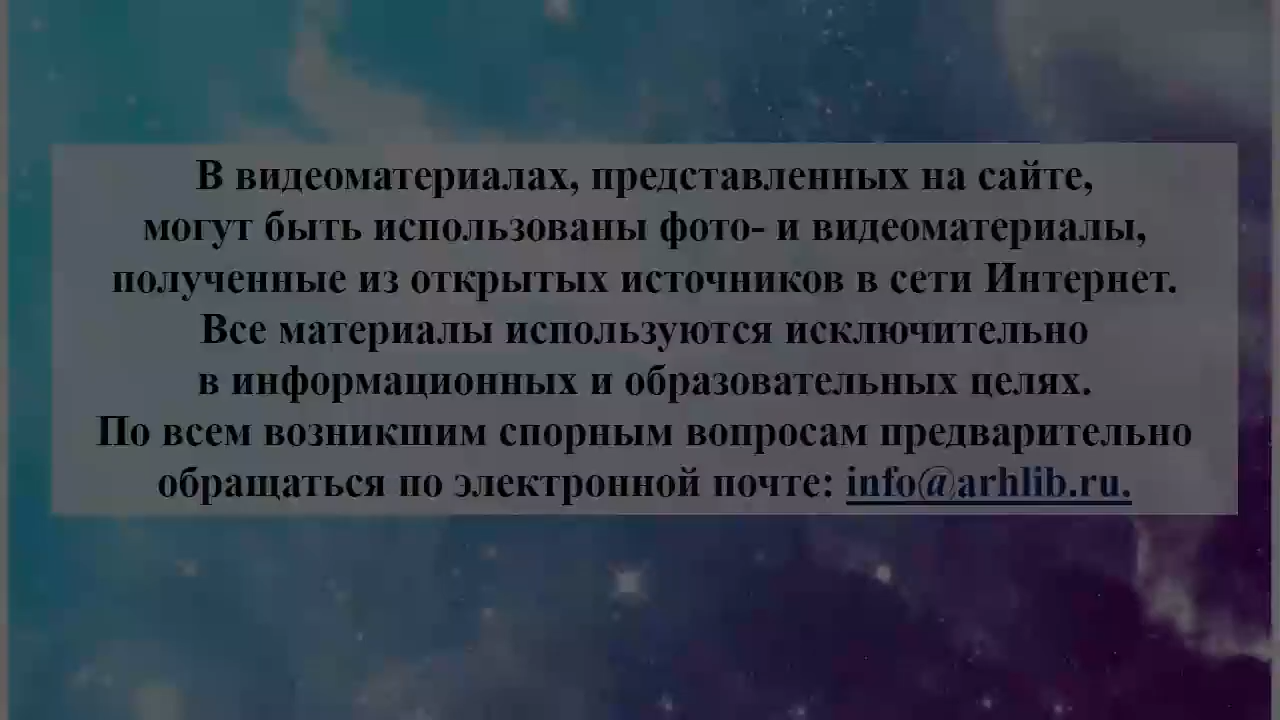 В видеоматериалах, представленных на сайте,
могут быть использованы фото- и видеоматериалы,
полученные из открытых источников в сети Интернет.
Все материалы используются исключительно
в информационных и образовательных целях.
По всем возникшим спорным вопросам предварительно
обращаться по электронной почте: info@arhlib.ru.